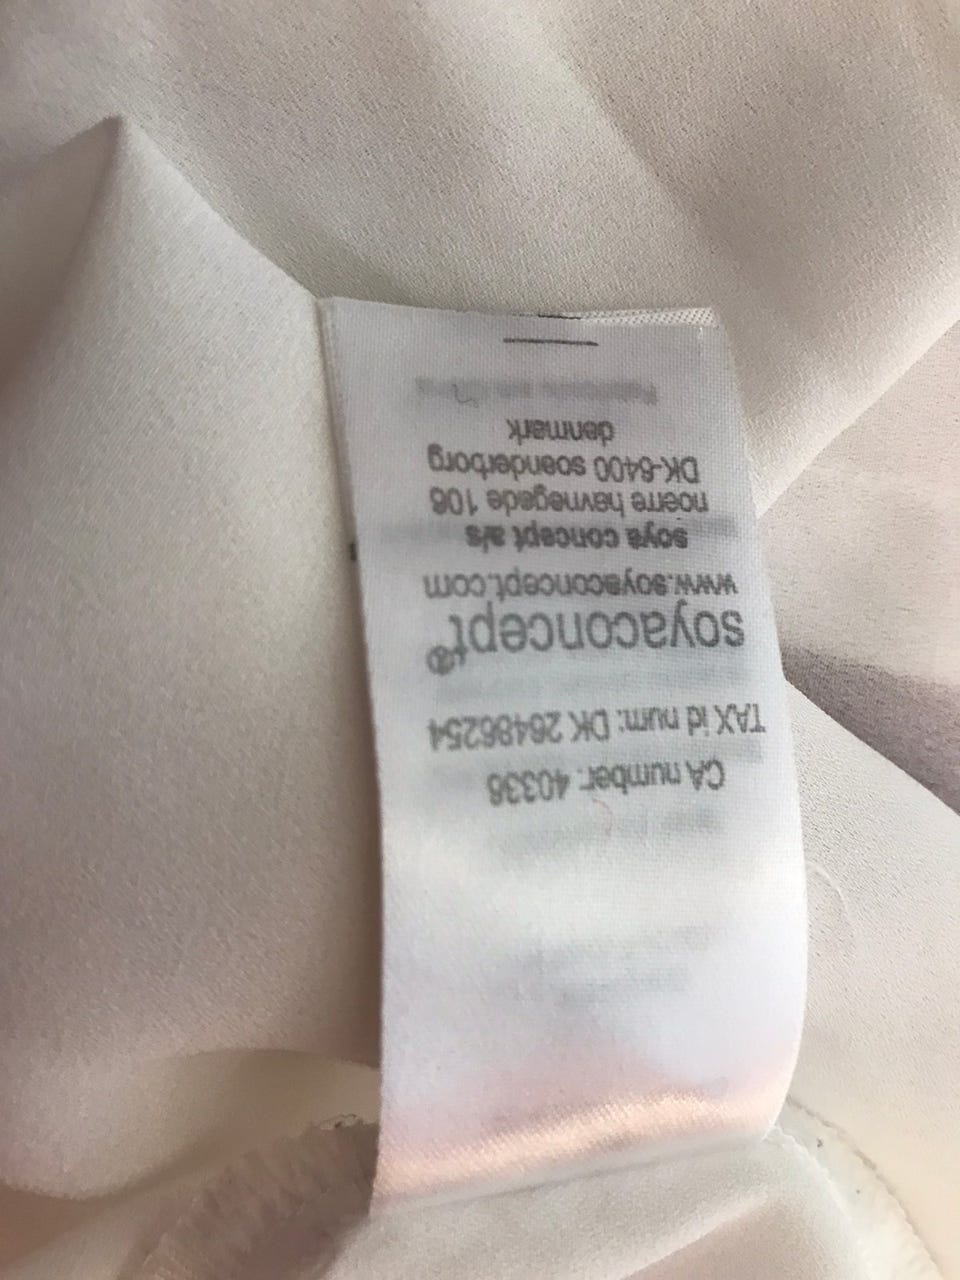 CA number: 40336
TAX id num: DK 26486254
soyaconcept®
www.soyaconcept.com
soya concept a/s
noerre havnegade 106
DK-6400 soenderborg
denmark